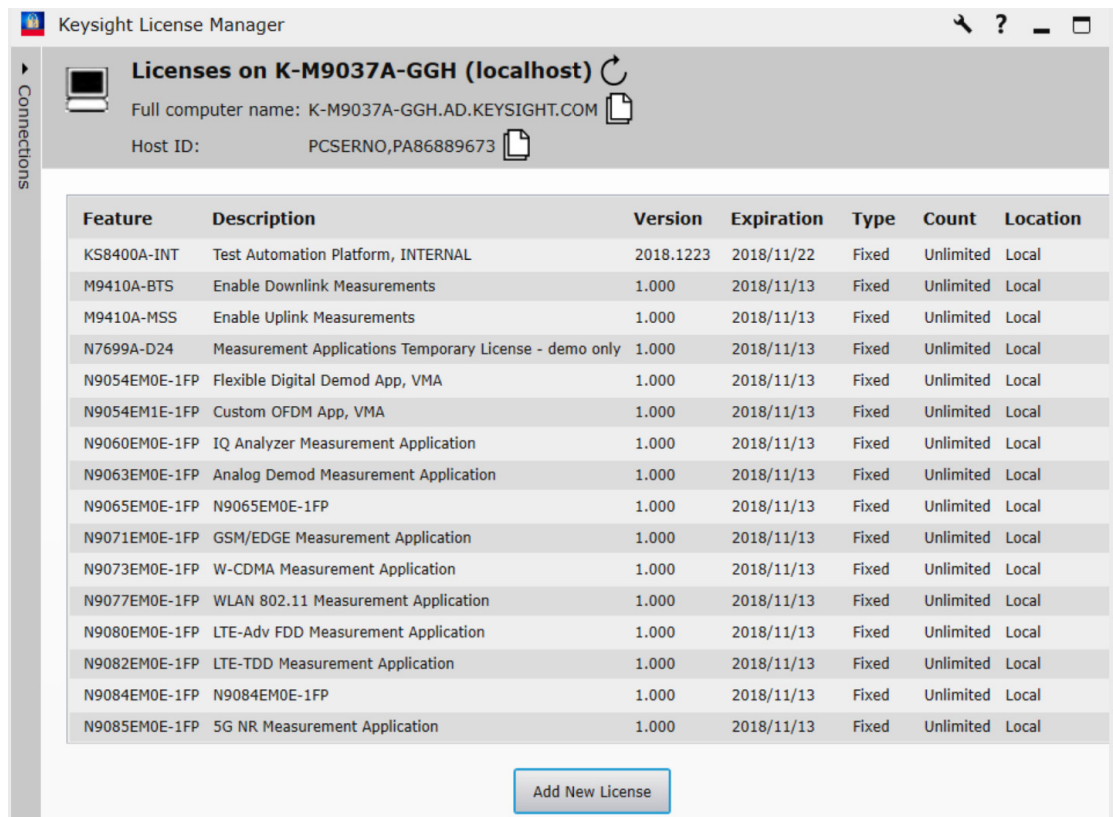 Keysight License Manager
?
Connections
Licenses on K-M9037A-GGH (localhost)
Full computer name: K-M9037A-GGH.AD.KEYSIGHT.COM
Host ID: PCSERNO,PA86889673
Feature Description Version Expiration Type Count Location
KS8400A-INT Test Automation Platform, INTERNAL 2018.1223 2018/11/22 Fixed Unlimited Local
M9410A-BTS Enable Downlink Measurements 1.000 2018/11/13 Fixed Unlimited Local
M9410A-MSS Enable Uplink Measurements 1.000 2018/11/13 Fixed Unlimited Local
N7699A-D24 Measurement Applications Temporary License - demo only 1.000 2018/11/13 Fixed Unlimited Local
N9054EM0E-1FP Flexible Digital Demod App, VMA 1.000 2018/11/13 Fixed Unlimited Local
N9054EM1E-1FP Custom OFDM App, VMA 1.000 2018/11/13 Fixed Unlimited Local
N9060EM0E-1FP IQ Analyzer Measurement Application 1.000 2018/11/13 Fixed Unlimited Local
N9063EM0E-1FP Analog Demod Measurement Application 1.000 2018/11/13 Fixed Unlimited Local
N9065EM0E-1FP N9065EM0E-1FP 1.000 2018/11/13 Fixed Unlimited Local
N9071EM0E-1FP GSM/EDGE Measurement Application 1.000 2018/11/13 Fixed Unlimited Local
N9073EM0E-1FP W-CDMA Measurement Application 1.000 2018/11/13 Fixed Unlimited Local
N9077EM0E-1FP WLAN 802.11 Measurement Application 1.000 2018/11/13 Fixed Unlimited Local
N9080EM0E-1FP LTE-Adv FDD Measurement Application 1.000 2018/11/13 Fixed Unlimited Local
N9082EM0E-1FP LTE-TDD Measurement Application 1.000 2018/11/13 Fixed Unlimited Local
N9084EM0E-1FP N9084EM0E-1FP 1.000 2018/11/13 Fixed Unlimited Local
N9085EM0E-1FP 5G NR Measurement Application 1.000 2018/11/13 Fixed Unlimited Local
Add New License